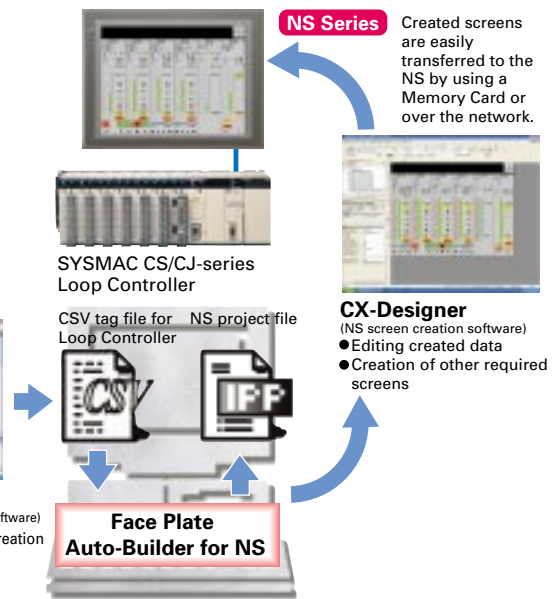 NS Series
Created screens
are easily
transferred to the
NS by using a
Memory Card or
over the network.
SYSMAC CS/CJ-series
Loop Controller
CX-Designer
(NS screen creation software)
●Editing created data
●Creation of other required
screens
CSV tag file for
Loop Controller
NS project file
CSV
IPP
Face Plate
Auto-Builder for NS